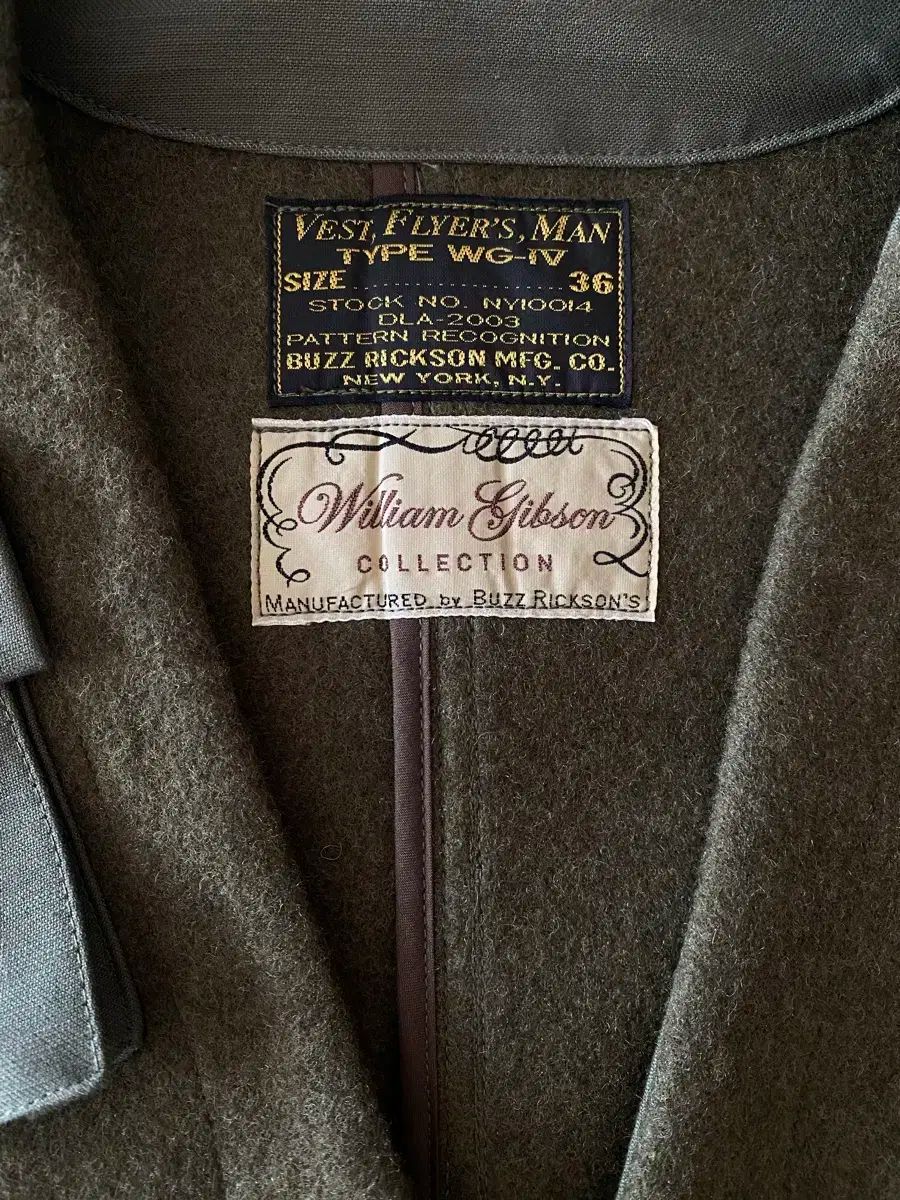 VEST, FLYER'S, MAN
TYPE WG-IV
SIZE ........................ 36
STOCK NO. NY10014
DLA-2003
PATTERN RECOGNITION
BUZZ RICKSON MFG. CO.
NEW YORK, N.Y.
William Gibson
COLLECTION
MANUFACTURED by BUZZ RICKSON'S